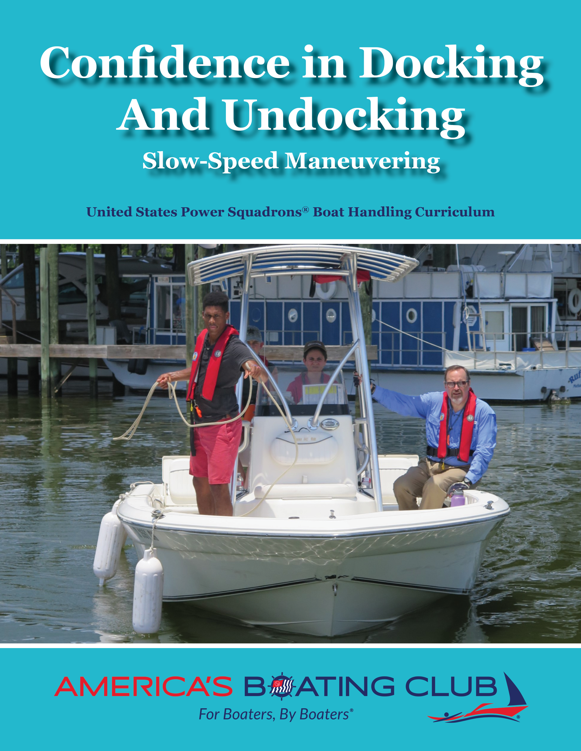 Confidence in Docking
And Undocking
Slow-Speed Maneuvering
United States Power Squadrons® Boat Handling Curriculum
AMERICA'S BOATING CLUB
For Boaters, By Boaters®